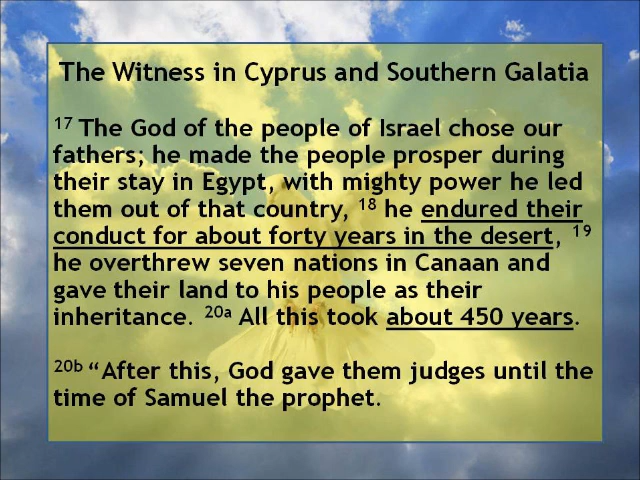 The Witness in Cyprus and Southern Galatia
17 The God of the people of Israel chose our
fathers; he made the people prosper during
their stay in Egypt, with mighty power he led
them out of that country, 18 he endured their
conduct for about forty years in the desert, 19
he overthrew seven nations in Canaan and
gave their land to his people as their
inheritance. 20a All this took about 450 years.
20b “After this, God gave them judges until the
time of Samuel the prophet.